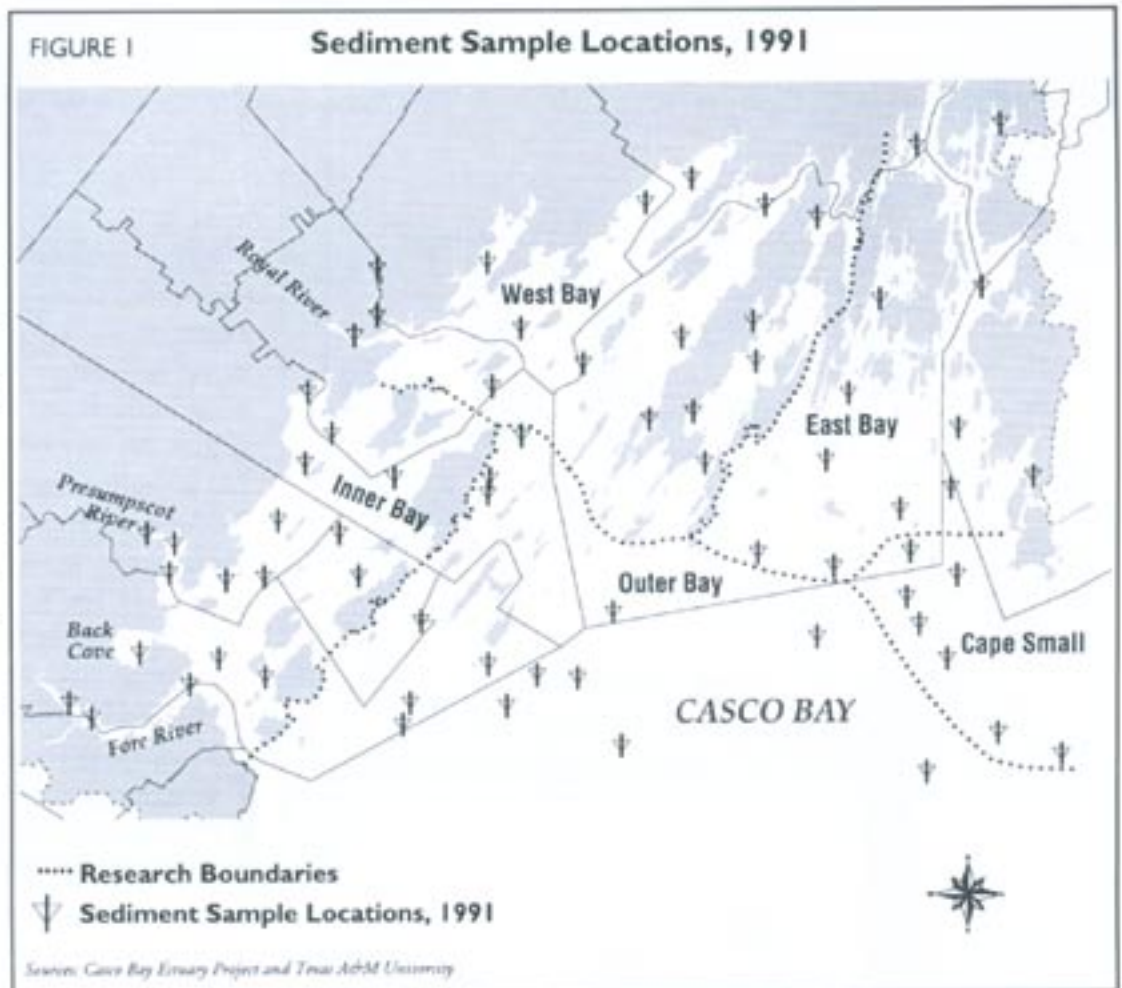 FIGURE 1
Sediment Sample Locations, 1991
Royal River
West Bay
East Bay
Inner Bay
Presumpscot
River
Outer Bay
Back
Cove
Cape Small
CASCO BAY
Fore River
Research Boundaries
Sediment Sample Locations, 1991
Sources: Casco Bay Estuary Project and Texas A&M University